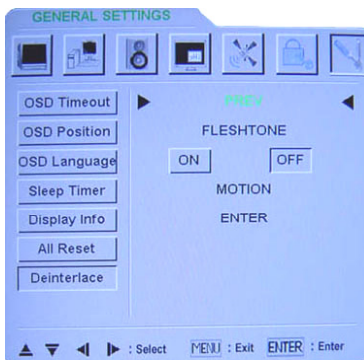 GENERAL SETTINGS
OSD Timeout
PREV
OSD Position
FLESHTONE
OSD Language
ON OFF
Sleep Timer
MOTION
Display Info
ENTER
All Reset
Deinterlace
: Select MENU : Exit ENTER : Enter